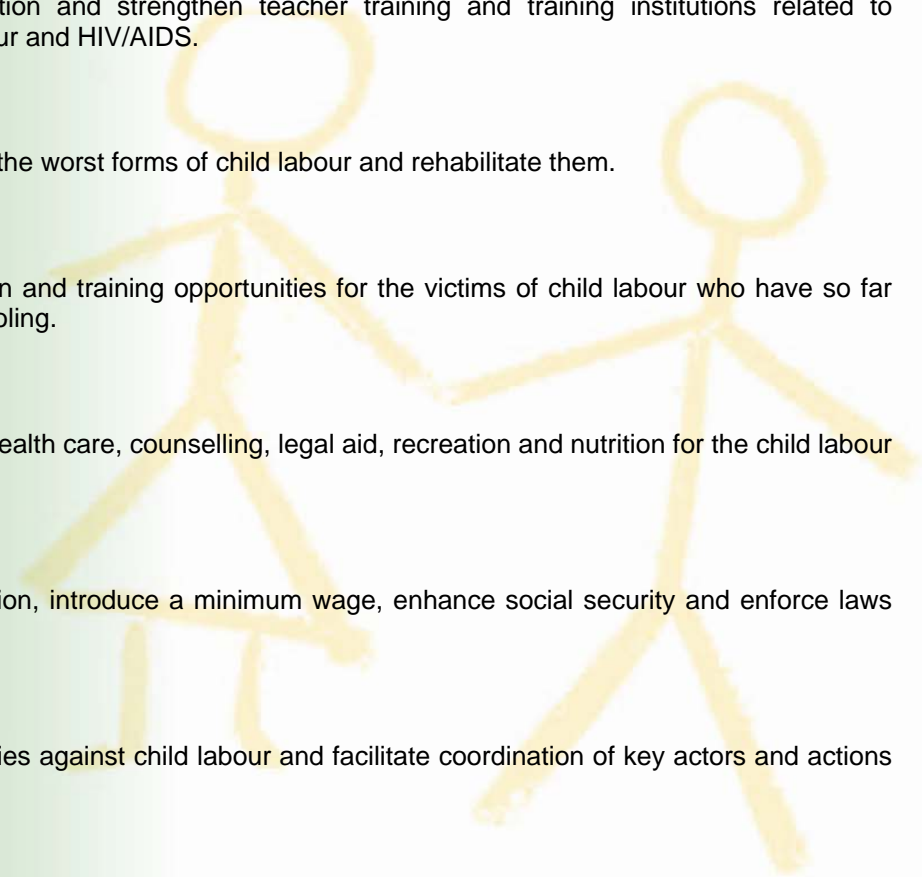 tion and strengthen teacher training and training institutions related to
ur and HIV/AIDS.
the worst forms of child labour and rehabilitate them.
n and training opportunities for the victims of child labour who have so far
oling.
ealth care, counselling, legal aid, recreation and nutrition for the child labour
ion, introduce a minimum wage, enhance social security and enforce laws
ies against child labour and facilitate coordination of key actors and actions